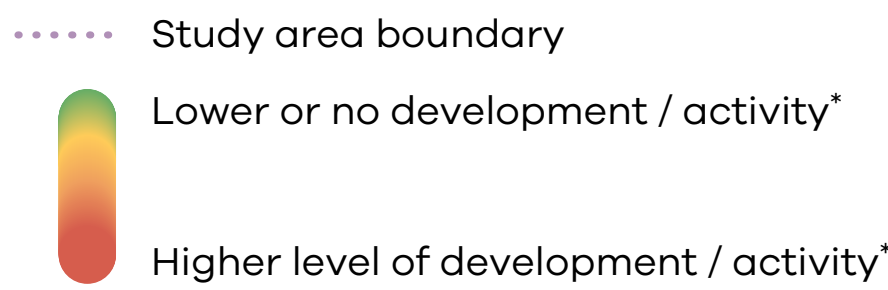 Study area boundary
Lower or no development / activity*
Higher level of development / activity*